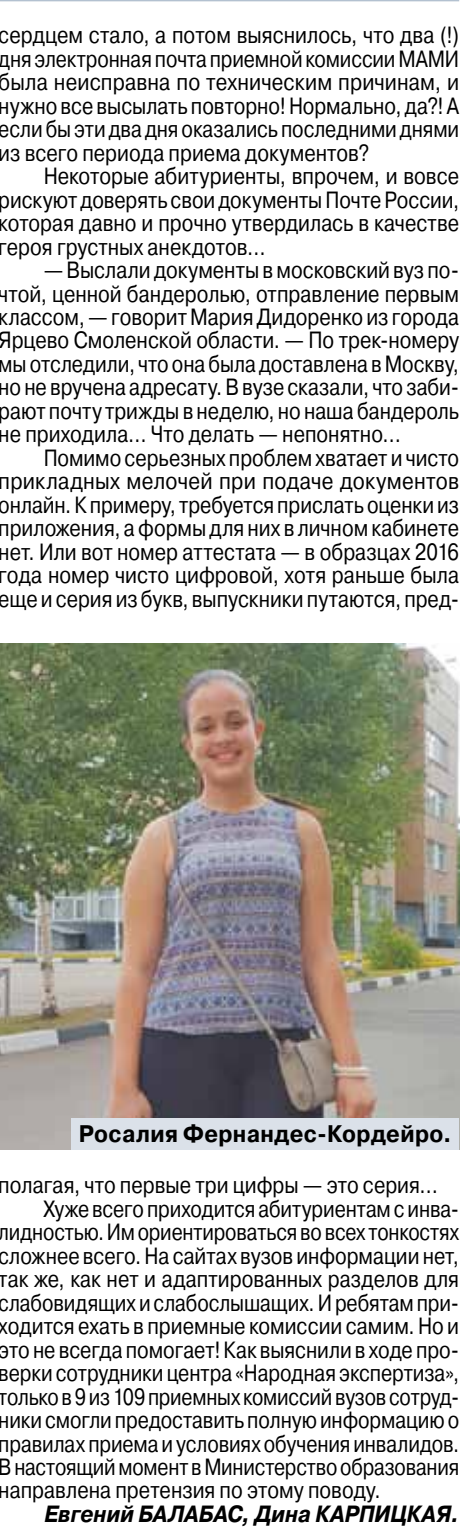 сердцем стало, а потом выяснилось, что два (!)
дня электронная почта приемной комиссии МАМИ
была неисправна по техническим причинам, и
нужно все высылать повторно! Нормально, да?! А
если бы эти два дня оказались последними днями
из всего периода приема документов?
Некоторые абитуриенты, впрочем, и вовсе
рискуют доверять свои документы Почте России,
которая давно и прочно утвердилась в качестве
героя грустных анекдотов...
— Выслали документы в московский вуз по-
чтой, ценной бандеролью, отправление первым
классом, — говорит Мария Дидоренко из города
Ярцево Смоленской области. — По трек-номеру
мы отследили, что она была доставлена в Москву,
но не вручена адресату. В вузе сказали, что заби-
рают почту трижды в неделю, но наша бандероль
не приходила... Что делать — непонятно...
Помимо серьезных проблем хватает и чисто
прикладных мелочей при подаче документов
онлайн. К примеру, требуется прислать оценки из
приложения, а формы для них в личном кабинете
нет. Или вот номер аттестата — в образцах 2016
года номер чисто цифровой, хотя раньше была
еще и серия из букв, выпускники путаются, пред-
Росалия Фернандес-Кордейро.
полагая, что первые три цифры — это серия...
Хуже всего приходится абитуриентам с инва-
лидностью. Им ориентироваться во всех тонкостях
сложнее всего. На сайтах вузов информации нет,
так же, как нет и адаптированных разделов для
слабовидящих и слабослышащих. И ребятам при-
ходится ехать в приемные комиссии самим. Но и
это не всегда помогает! Как выяснили в ходе про-
верки сотрудники центра «Народная экспертиза»,
только в 9 из 109 приемных комиссий вузов сотруд-
ники смогли предоставить полную информацию о
правилах приема и условиях обучения инвалидов.
В настоящий момент в Министерство образования
направлена претензия по этому поводу.
Евгений БАЛАБАС, Дина КАРПИЦКАЯ.